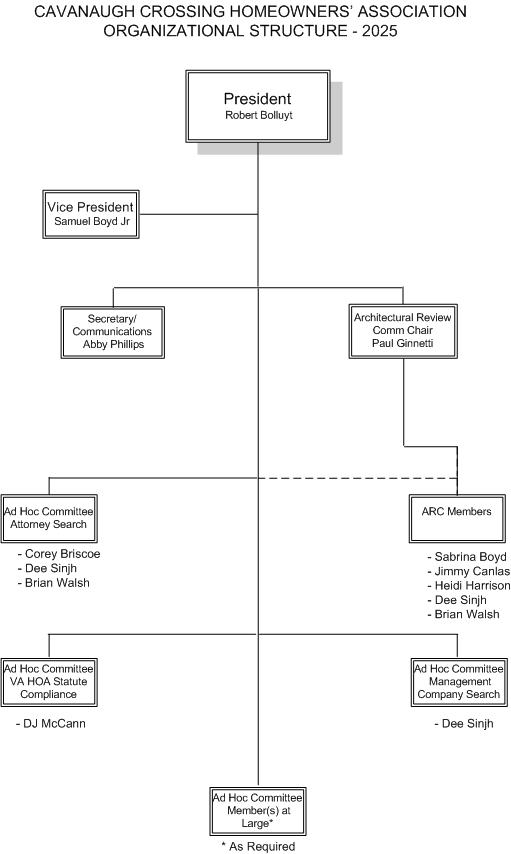 CAVANAUGH CROSSING HOMEOWNERS' ASSOCIATION
ORGANIZATIONAL STRUCTURE - 2025
President
Robert Bolluyt
Vice President
Samuel Boyd Jr
Secretary/
Communications
Abby Phillips
Architectural Review
Comm Chair
Paul Ginnetti
Ad Hoc Committee
Attorney Search
- Corey Briscoe
- Dee Sinjh
- Brian Walsh
ARC Members
- Sabrina Boyd
- Jimmy Canlas
- Heidi Harrison
- Dee Sinjh
- Brian Walsh
Ad Hoc Committee
VA HOA Statute
Compliance
- DJ McCann
Ad Hoc Committee
Management
Company Search
- Dee Sinjh
Ad Hoc Committee
Member(s) at
Large*
* As Required